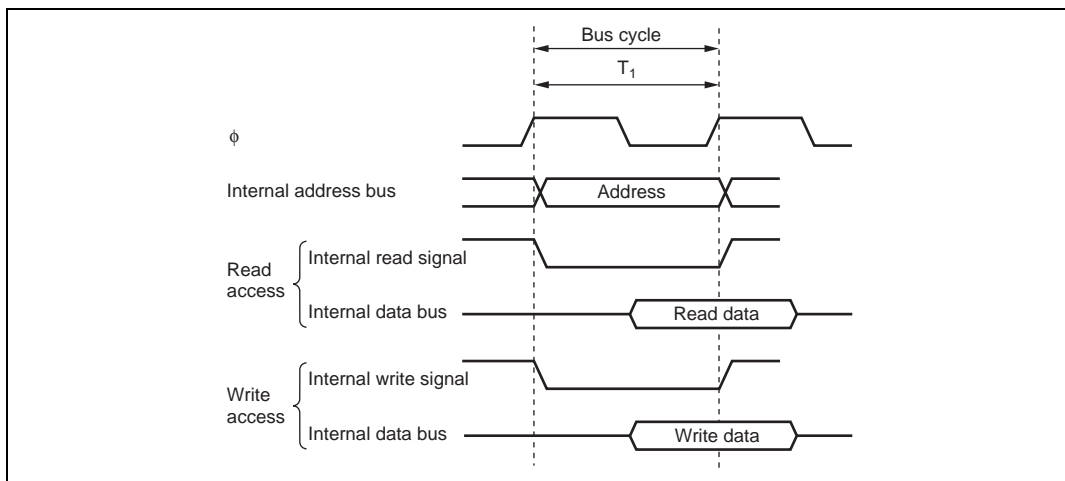 Bus cycle
T₁
ϕ
Internal address bus
Address
Read access
Internal read signal
Internal data bus
Read data
Write access
Internal write signal
Internal data bus
Write data